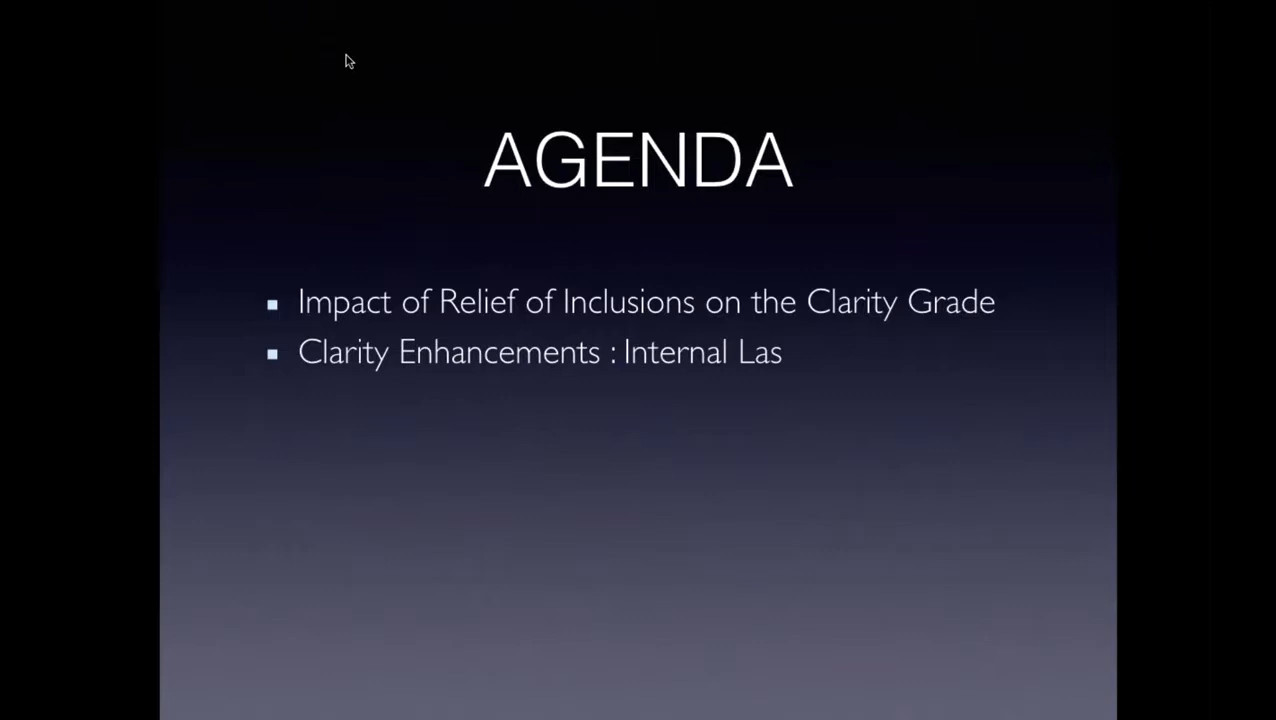 AGENDA
Impact of Relief of Inclusions on the Clarity Grade
Clarity Enhancements : Internal Las